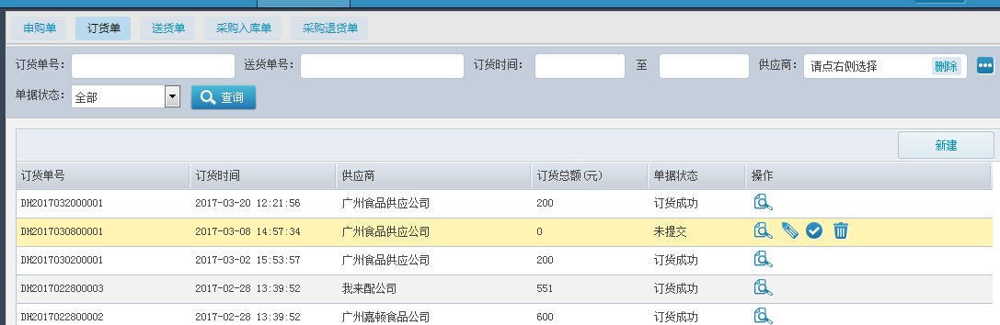 申购单 订货单 送货单 采购入库单 采购退货单
订货单号: 送货单号: 订货时间: 至 供应商: 请点右侧选择 删除
单据状态: 全部 查询
新建
订货单号 订货时间 供应商 订货总额(元) 单据状态 操作
DH2017032000001 2017-03-20 12:21:56 广州食品供应公司 200 订货成功
DH2017030800001 2017-03-08 14:57:34 广州食品供应公司 0 未提交
DH2017030200001 2017-03-02 15:53:57 广州食品供应公司 200 订货成功
DH2017022800003 2017-02-28 13:39:52 我来配公司 551 订货成功
DH2017022800002 2017-02-28 13:39:52 广州嘉顿食品公司 600 订货成功